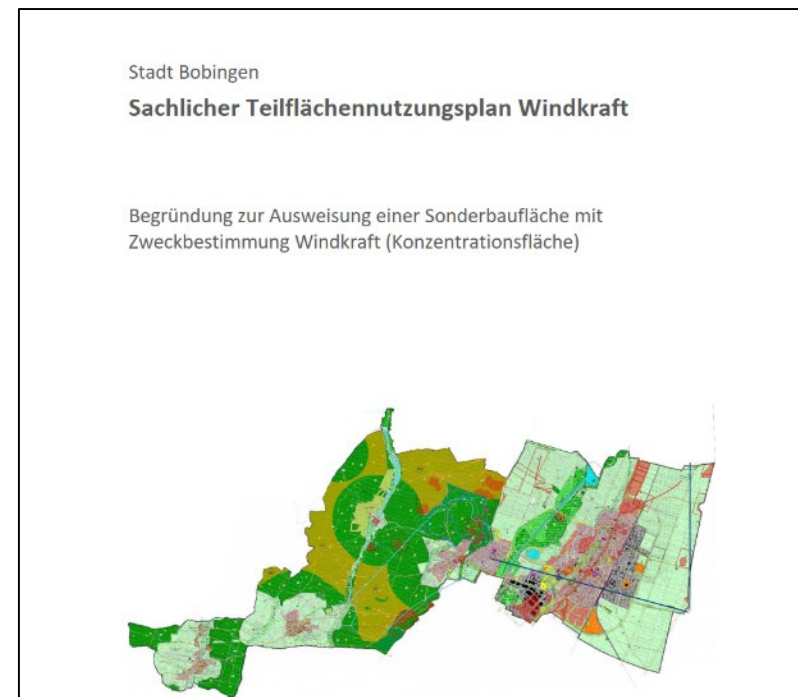 Stadt Bobingen
Sachlicher Teilflächennutzungsplan Windkraft
Begründung zur Ausweisung einer Sonderbaufläche mit
Zweckbestimmung Windkraft (Konzentrationsfläche)